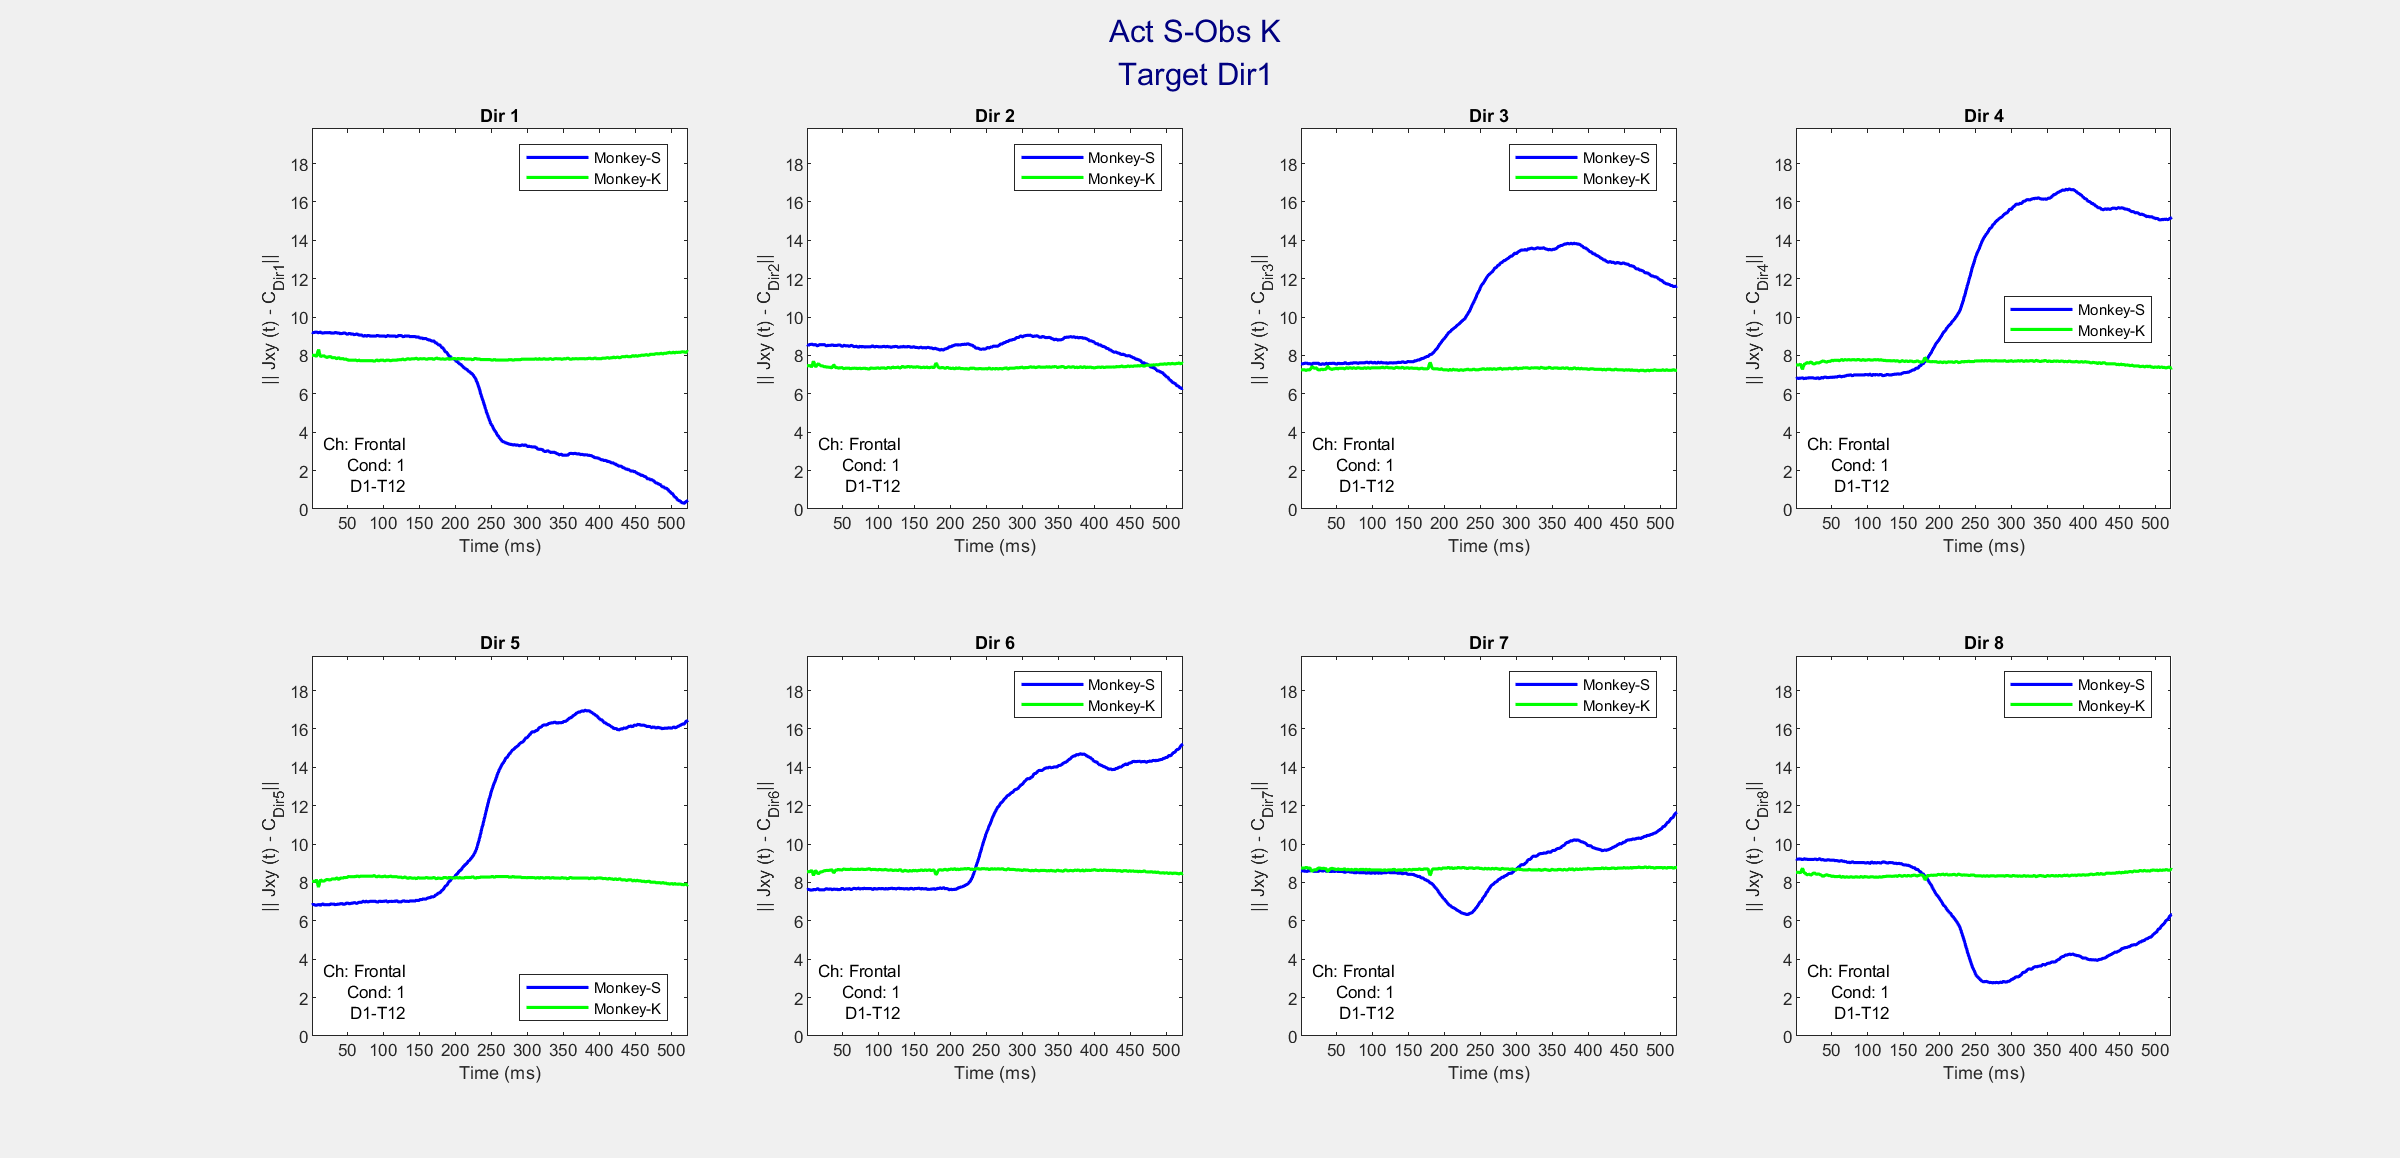 Act S-Obs K
Target Dir1
Dir 1
|| Jxy (t) - C_Dir1||
18
16
14
12
10
8
6
4
2
0
Monkey-S
Monkey-K
Ch: Frontal
Cond: 1
D1-T12
50 100 150 200 250 300 350 400 450 500
Time (ms)
Dir 2
|| Jxy (t) - C_Dir2||
18
16
14
12
10
8
6
4
2
0
Monkey-S
Monkey-K
Ch: Frontal
Cond: 1
D1-T12
50 100 150 200 250 300 350 400 450 500
Time (ms)
Dir 3
|| Jxy (t) - C_Dir3||
18
16
14
12
10
8
6
4
2
0
Monkey-S
Monkey-K
Ch: Frontal
Cond: 1
D1-T12
50 100 150 200 250 300 350 400 450 500
Time (ms)
Dir 4
|| Jxy (t) - C_Dir4||
18
16
14
12
10
8
6
4
2
0
Monkey-S
Monkey-K
Ch: Frontal
Cond: 1
D1-T12
50 100 150 200 250 300 350 400 450 500
Time (ms)
Dir 5
|| Jxy (t) - C_Dir5||
18
16
14
12
10
8
6
4
2
0
Ch: Frontal
Cond: 1
D1-T12
Monkey-S
Monkey-K
50 100 150 200 250 300 350 400 450 500
Time (ms)
Dir 6
|| Jxy (t) - C_Dir6||
18
16
14
12
10
8
6
4
2
0
Monkey-S
Monkey-K
Ch: Frontal
Cond: 1
D1-T12
50 100 150 200 250 300 350 400 450 500
Time (ms)
Dir 7
|| Jxy (t) - C_Dir7||
18
16
14
12
10
8
6
4
2
0
Monkey-S
Monkey-K
Ch: Frontal
Cond: 1
D1-T12
50 100 150 200 250 300 350 400 450 500
Time (ms)
Dir 8
|| Jxy (t) - C_Dir8||
18
16
14
12
10
8
6
4
2
0
Monkey-S
Monkey-K
Ch: Frontal
Cond: 1
D1-T12
50 100 150 200 250 300 350 400 450 500
Time (ms)